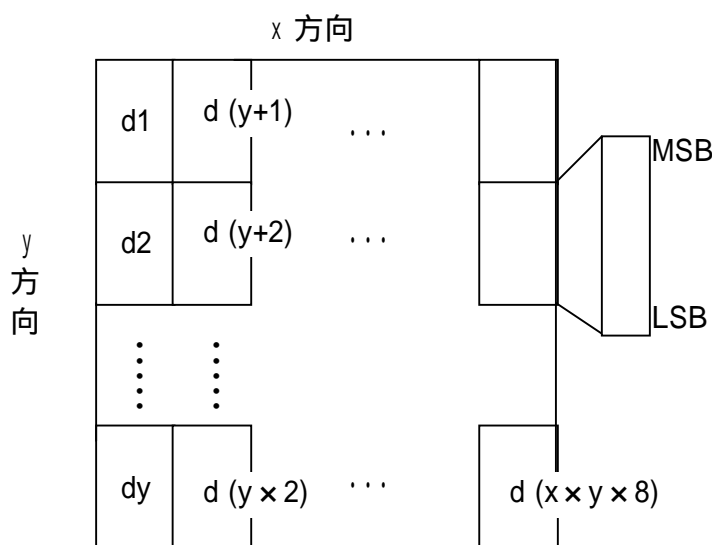 x 方向
d1 d (y+1) ...
MSB
y 方向
d2 d (y+2) ...
LSB
dy d (y × 2) ... d (x × y × 8)